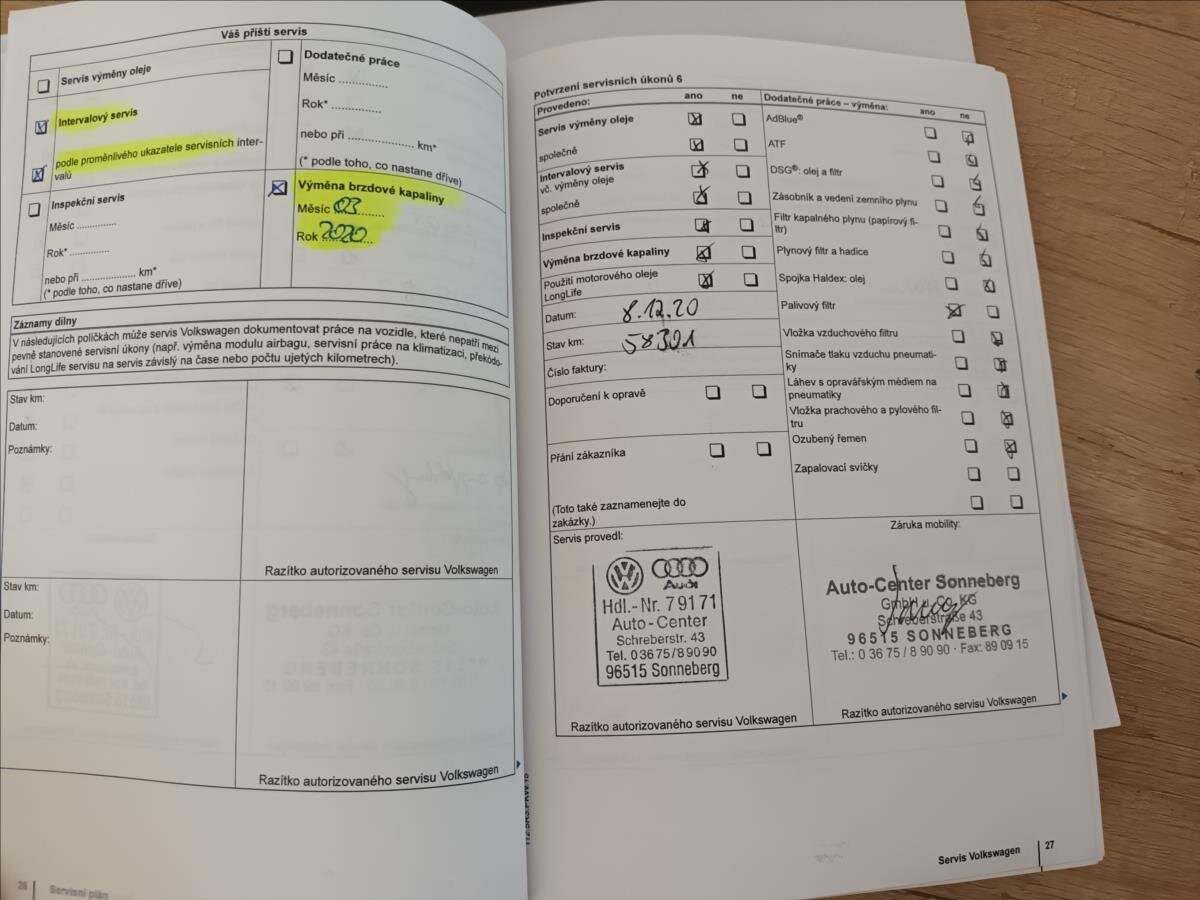 Váš příští servis
Servis výměny oleje
Intervalový servis
podle proměnlivého ukazatele servisních inter-
valů
Inspekční servis
Měsíc .............
Rok* .............
nebo při .................... km*
(* podle toho, co nastane dříve)
Dodatečné práce
Měsíc ................
Rok* ................
nebo při ...................... km*
(* podle toho, co nastane dříve)
Výměna brzdové kapaliny
Měsíc 03
Rok 2020
Záznamy dílny
V následujících políčkách může servis Volkswagen dokumentovat práce na vozidle, které nepatří mezi
pevně stanovené servisní úkony (např. výměna modulu airbagu, servisní práce na klimatizaci, překódo-
vání LongLife servisu na servis závislý na čase nebo počtu ujetých kilometrech).
Stav km:
Datum:
Poznámky:
Razítko autorizovaného servisu Volkswagen
Stav km:
Datum:
Poznámky:
Razítko autorizovaného servisu Volkswagen
Servisní plán
Potvrzení servisních úkonů 6
Provedeno: ano ne
Servis výměny oleje
společně
Intervalový servis
vč. výměny oleje
společně
Inspekční servis
Výměna brzdové kapaliny
Použití motorového oleje
LongLife
Datum: 8.12.20
Stav km: 58301
Číslo faktury:
Doporučení k opravě
Přání zákazníka
(Toto také zaznamenejte do
zakázky.)
Dodatečné práce – výměna: ano ne
AdBlue®
ATF
DSG®: olej a filtr
Zásobník a vedení zemního plynu
Filtr kapalného plynu (papírový fi-
ltr)
Plynový filtr a hadice
Spojka Haldex: olej
Palivový filtr
Vložka vzduchového filtru
Snímače tlaku vzduchu pneumati-
ky
Láhev s opravářským médiem na
pneumatiky
Vložka prachového a pylového fil-
tru
Ozubený řemen
Zapalovací svíčky
Servis provedl:
Audi
Hdl.-Nr. 79171
Auto-Center
Schreberstr. 43
Tel. 03675/89090
96515 Sonneberg
Razítko autorizovaného servisu Volkswagen
Záruka mobility:
Auto-Center Sonneberg
GmbH u. Co. KG
Schreberstraße 43
96515 SONNEBERG
Tel.: 0 36 75 / 8 90 90 · Fax: 89 09 15
Razítko autorizovaného servisu Volkswagen
Servis Volkswagen 27